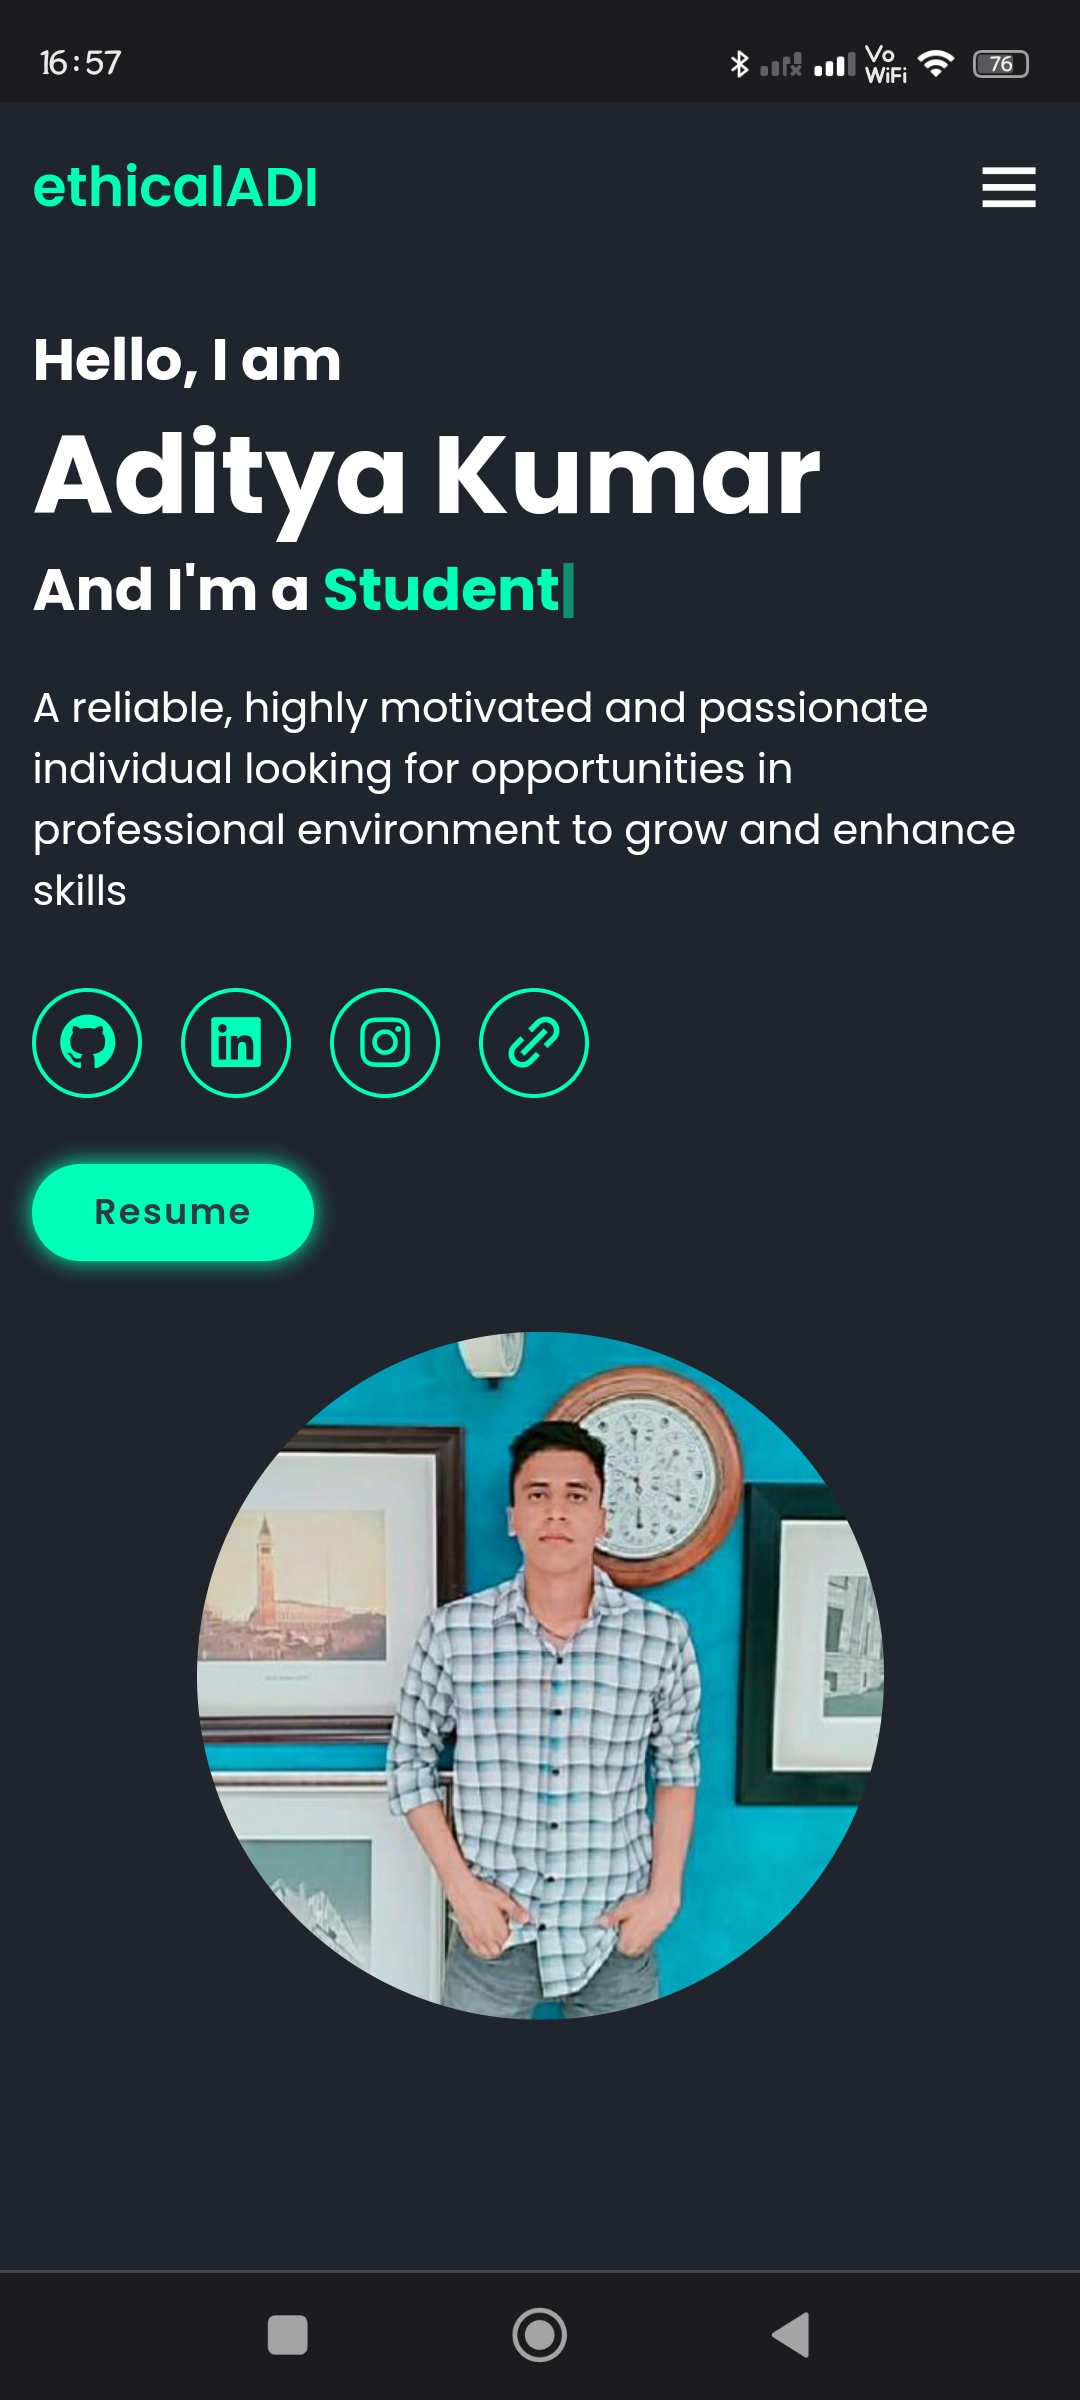 16:57
Vo
WiFi
76
ethicalADI
Hello, I am
Aditya Kumar
And I'm a Student
A reliable, highly motivated and passionate
individual looking for opportunities in
professional environment to grow and enhance
skills
in
Resume